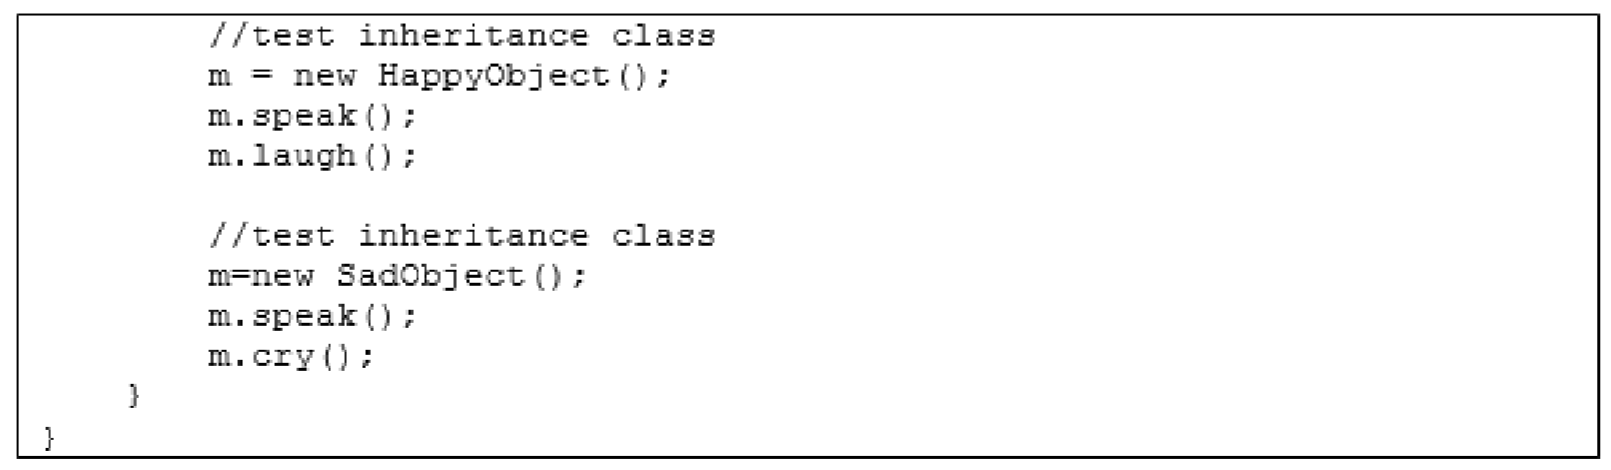 //test inheritance class
m = new HappyObject();
m.speak();
m.laugh();
//test inheritance class
m=new SadObject();
m.speak();
m.cry();
}
}